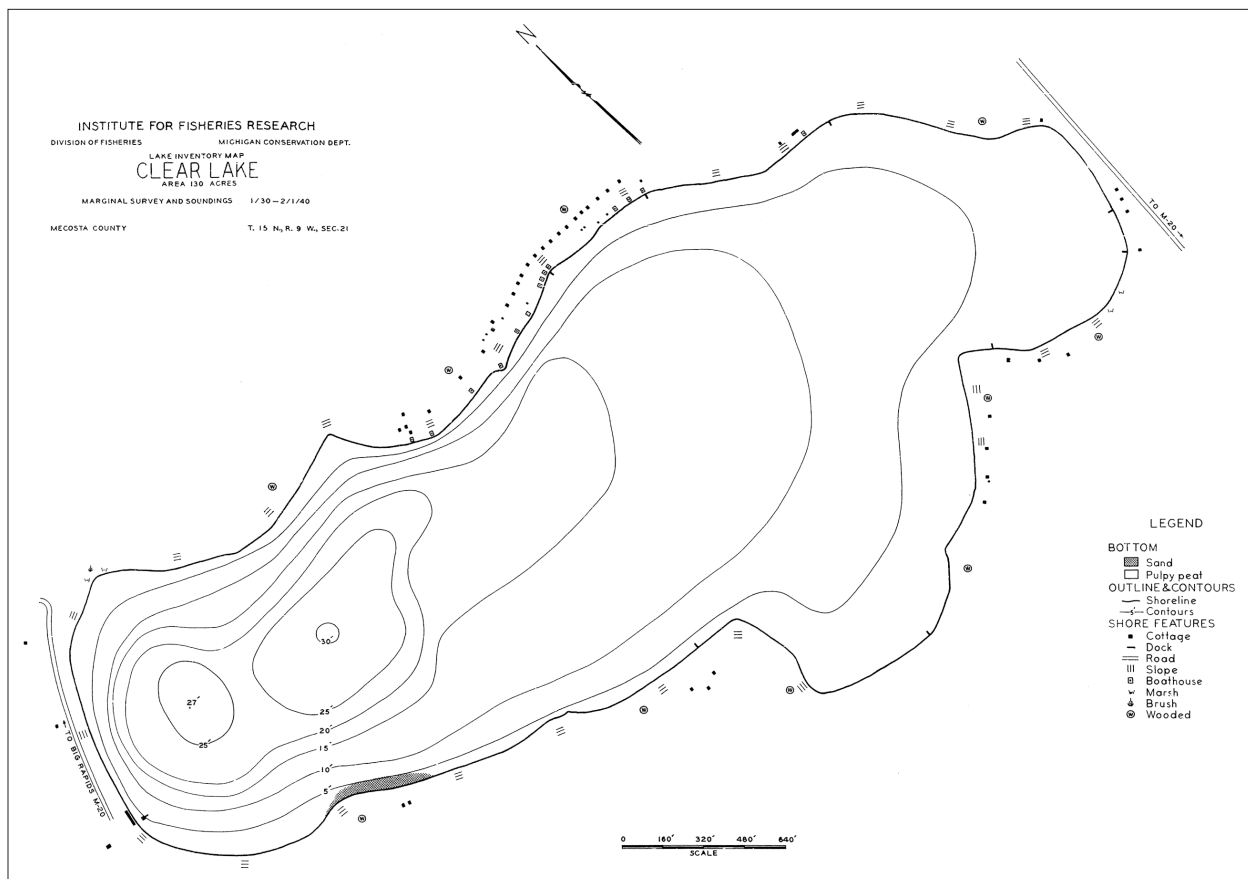 N
INSTITUTE FOR FISHERIES RESEARCH
DIVISION OF FISHERIES MICHIGAN CONSERVATION DEPT.
LAKE INVENTORY MAP
CLEAR LAKE
AREA 130 ACRES
MARGINAL SURVEY AND SOUNDINGS 1/30–2/1/40
MECOSTA COUNTY T. 15 N., R. 9 W., SEC. 21
TO M-20
W
W
W
W
W
W
W
W
W
W
30'
27'
25'
25'
20'
15'
10'
5'
TO BIG RAPIDS M-20
LEGEND
BOTTOM
Sand
Pulpy peat
OUTLINE & CONTOURS
Shoreline
5' Contours
SHORE FEATURES
Cottage
Dock
Road
Slope
Boathouse
Marsh
Brush
W Wooded
0 160' 320' 480' 640'
SCALE